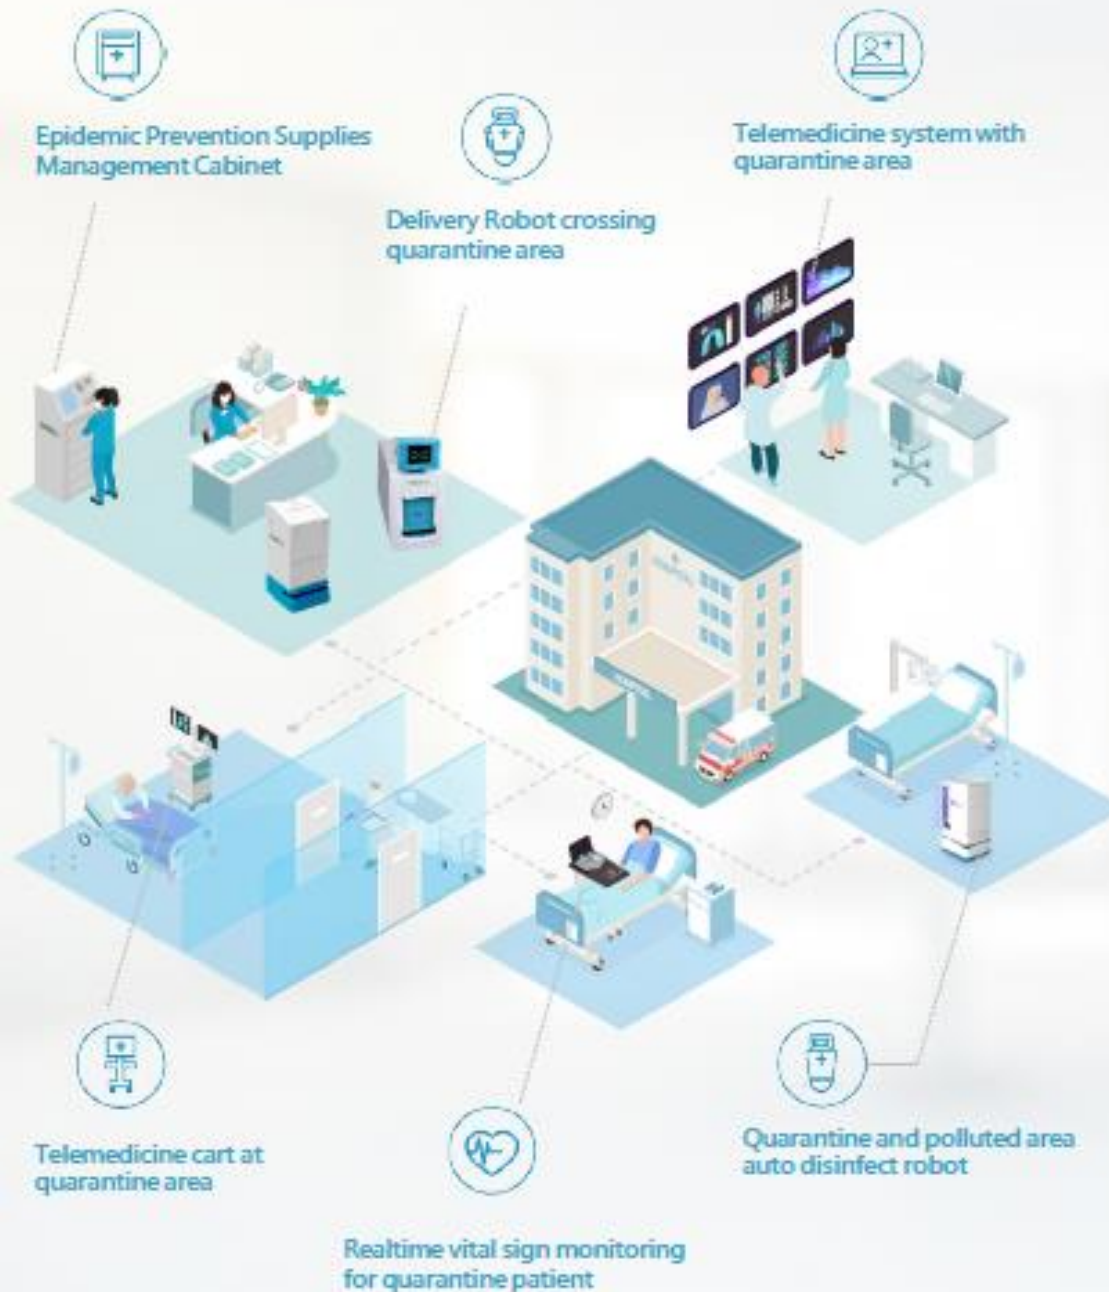 Epidemic Prevention Supplies
Management Cabinet
Delivery Robot crossing
quarantine area
Telemedicine system with
quarantine area
Telemedicine cart at
quarantine area
Realtime vital sign monitoring
for quarantine patient
Quarantine and polluted area
auto disinfect robot